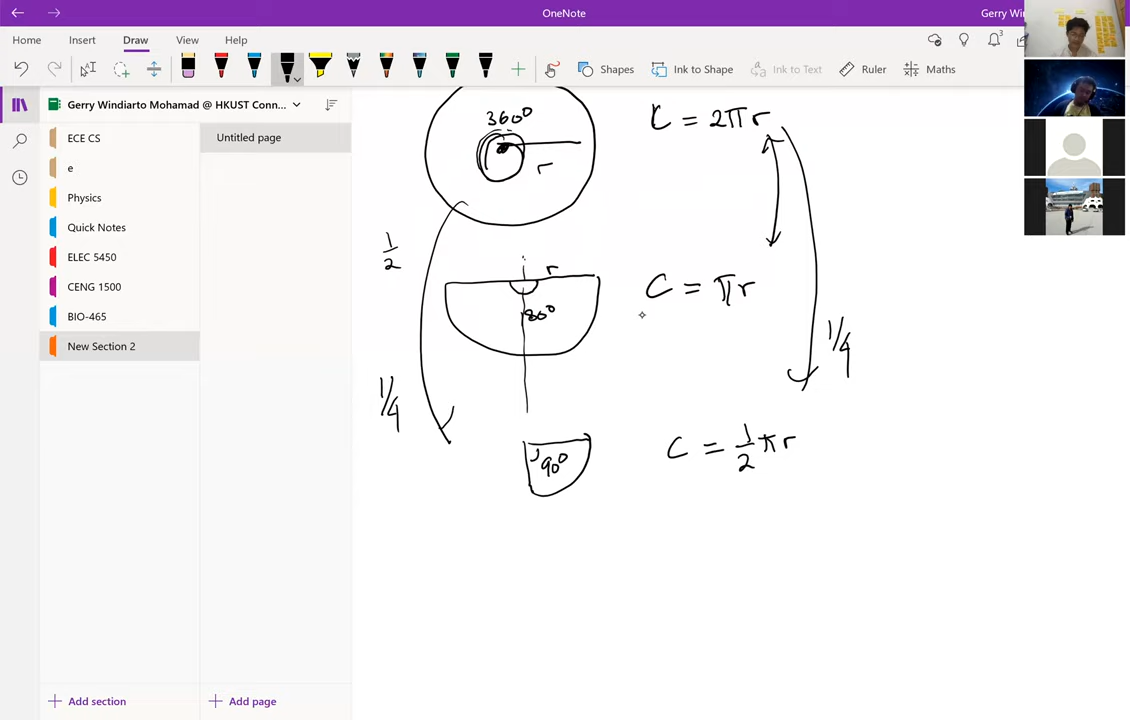 OneNote
Gerry Win
Home
Insert
Draw
View
Help
3
Shapes
Ink to Shape
Ink to Text
Ruler
Maths
Gerry Windiarto Mohamad @ HKUST Conn...
ECE CS
e
Physics
Quick Notes
ELEC 5450
CENG 1500
BIO-465
New Section 2
Untitled page
360°
r
C = 2πr
1/2
r
180°
C = πr
1/4
1/4
90°
C = 1/2 πr
Add section
Add page